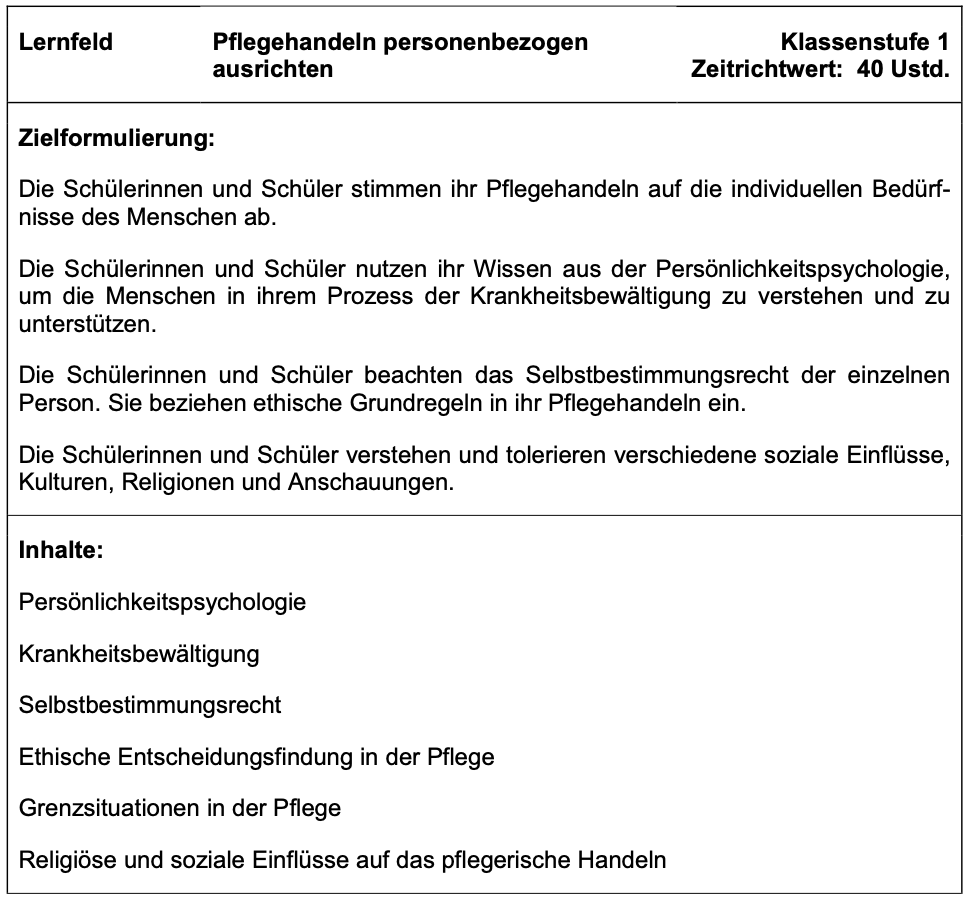 Lernfeld Pflegehandeln personenbezogen Klassenstufe 1
ausrichten Zeitrichtwert: 40 Ustd.
Zielformulierung:
Die Schülerinnen und Schüler stimmen ihr Pflegehandeln auf die individuellen Bedürf-
nisse des Menschen ab.
Die Schülerinnen und Schüler nutzen ihr Wissen aus der Persönlichkeitspsychologie,
um die Menschen in ihrem Prozess der Krankheitsbewältigung zu verstehen und zu
unterstützen.
Die Schülerinnen und Schüler beachten das Selbstbestimmungsrecht der einzelnen
Person. Sie beziehen ethische Grundregeln in ihr Pflegehandeln ein.
Die Schülerinnen und Schüler verstehen und tolerieren verschiedene soziale Einflüsse,
Kulturen, Religionen und Anschauungen.
Inhalte:
Persönlichkeitspsychologie
Krankheitsbewältigung
Selbstbestimmungsrecht
Ethische Entscheidungsfindung in der Pflege
Grenzsituationen in der Pflege
Religiöse und soziale Einflüsse auf das pflegerische Handeln